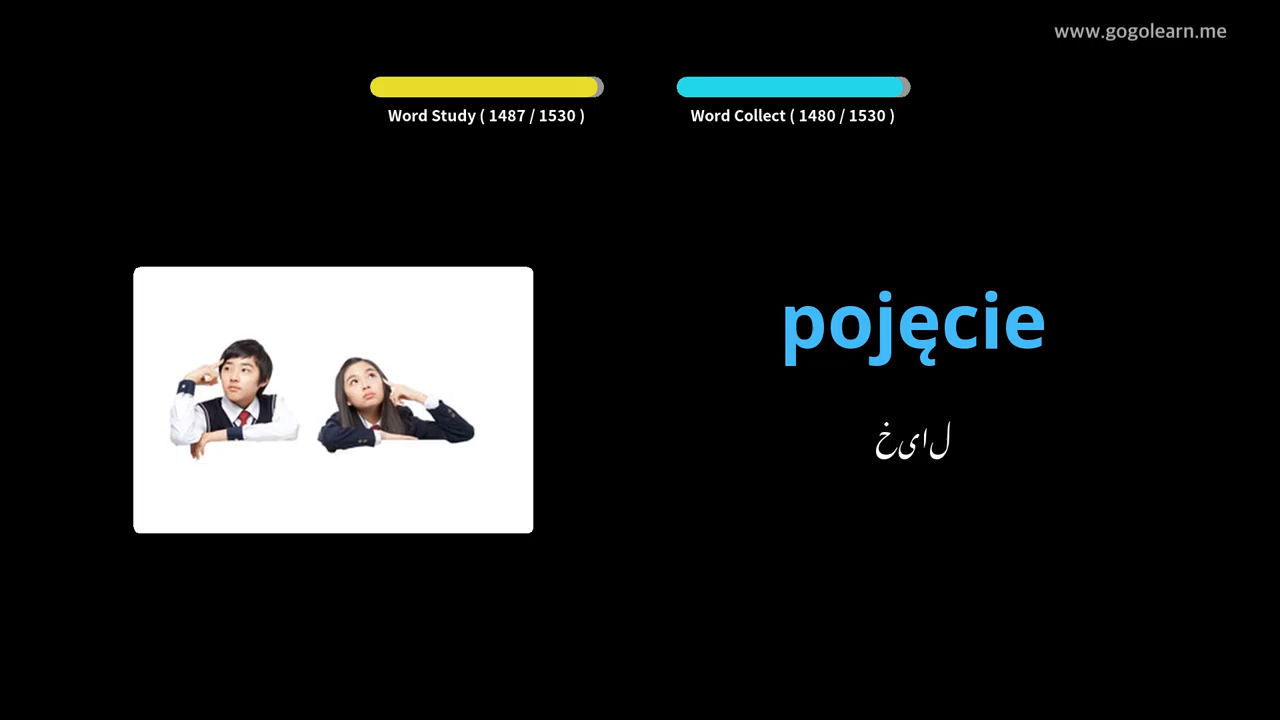 www.gogolearn.me
Word Study ( 1487 / 1530 )
Word Collect ( 1480 / 1530 )
pojęcie
خیال